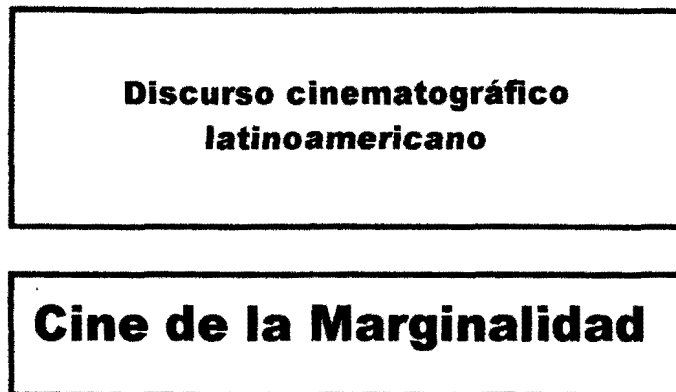 Discurso cinematográfico
latinoamericano
Cine de la Marginalidad